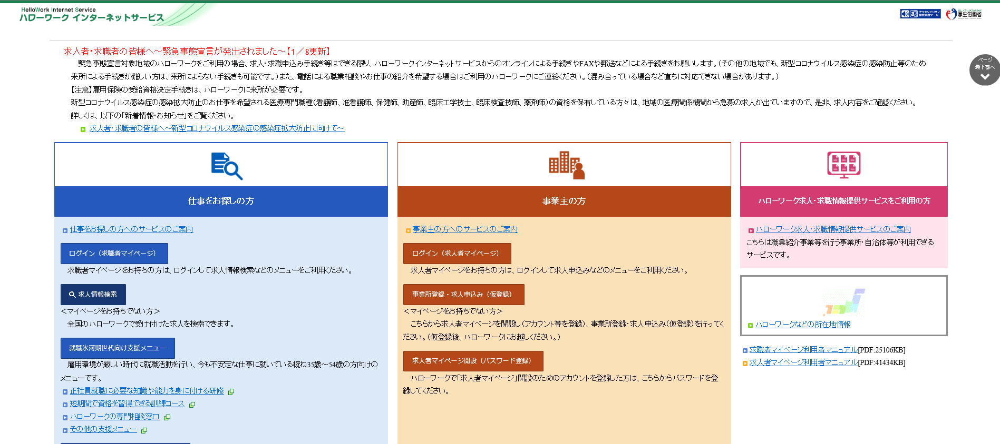 HelloWork Internet Service
ハローワーク インターネットサービス
アクセシビリティ
閲覧支援ツール
厚生労働省
ページ
最下部へ
求人者・求職者の皆様へ～緊急事態宣言が発出されました～【1／8更新】
緊急事態宣言対象地域のハローワークをご利用の場合、求人・求職申込み手続き等はできる限り、ハローワークインターネットサービスからのオンラインによる手続きやFAXや郵送などによる手続きをお願いします。（その他の地域でも、新型コロナウイルス感染症の感染防止等のため
来所による手続きが難しい方は、来所によらない手続きも可能です。）また、電話による職業相談やお仕事の紹介を希望する場合はご利用のハローワークにご連絡ください。（混み合っている場合など直ちに対応できない場合があります。）
【注意】雇用保険の受給資格決定手続きは、ハローワークに来所が必要です。
新型コロナウイルス感染症の感染拡大防止のお仕事を希望される医療専門職種（看護師、准看護師、保健師、助産師、臨床工学技士、臨床検査技師、薬剤師）の資格を保有している方々は、地域の医療関係機関から急募の求人が出ていますので、是非、求人内容をご確認ください。
詳しくは、以下の「新着情報・お知らせ」をご覧ください。
求人者・求職者の皆様へ～新型コロナウイルス感染症の感染症拡大防止に向けて～
仕事をお探しの方
仕事をお探しの方へのサービスのご案内
ログイン（求職者マイページ）
求職者マイページをお持ちの方は、ログインして求人情報検索などのメニューをご利用ください。
求人情報検索
＜マイページをお持ちでない方＞
全国のハローワークで受け付けた求人を検索できます。
就職氷河期世代向け支援メニュー
雇用環境が厳しい時代に就職活動を行い、今も不安定な仕事に就いている概ね35歳～54歳の方向けの
メニューです。
正社員就職に必要な知識や能力を身に付ける研修
短期間で資格を習得できる訓練コース
ハローワークの専門相談窓口
その他の支援メニュー
事業主の方
事業主の方へのサービスのご案内
ログイン（求人者マイページ）
求人者マイページをお持ちの方は、ログインして求人申込みなどのメニューをご利用ください。
事業所登録・求人申込み（仮登録）
＜マイページをお持ちでない方＞
こちらから求人者マイページを開設し（アカウント等を登録）、事業所登録・求人申込み（仮登録）を行ってく
ださい。（仮登録後、ハローワークにお越しください。）
求人者マイページ開設（パスワード登録）
ハローワークで「求人者マイページ」開設のためのアカウントを登録した方は、こちらからパスワードを登
録してください。
ハローワーク求人・求職情報提供サービスをご利用の方
ハローワーク求人・求職情報提供サービスのご案内
こちらは職業紹介事業等を行う事業所・自治体等が利用できる
サービスです。
ハローワークなどの所在地情報
求職者マイページ利用者マニュアル[PDF:25106KB]
求人者マイページ利用者マニュアル[PDF:41434KB]